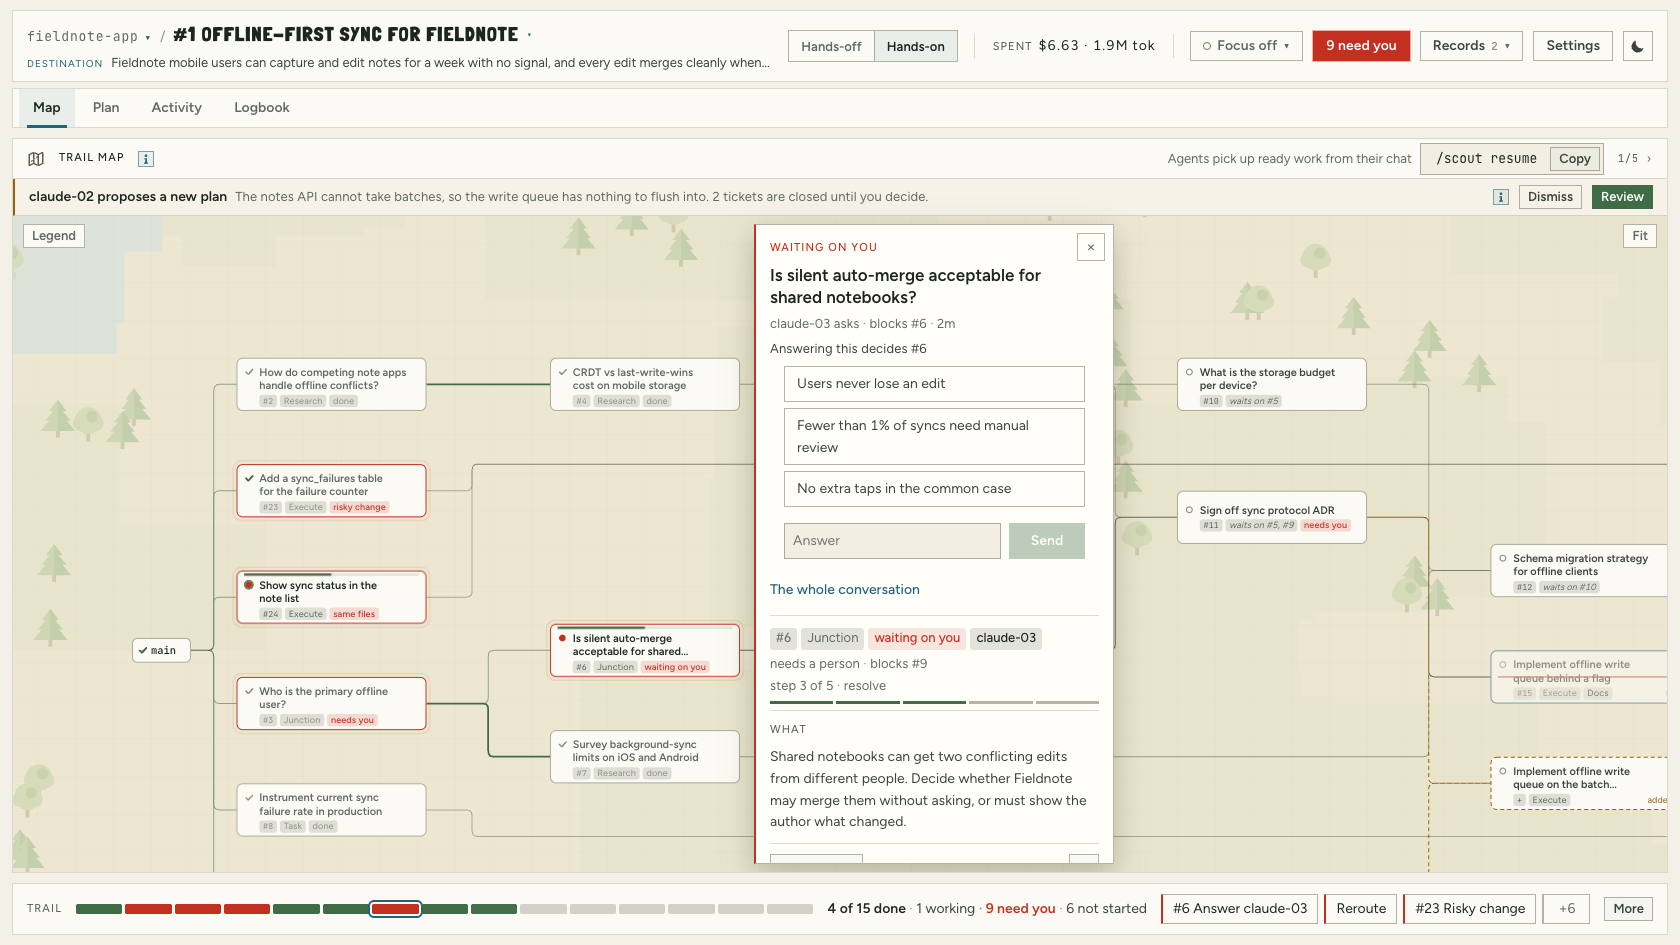 fieldnote-app ▾ / #1 OFFLINE-FIRST SYNC FOR FIELDNOTE
DESTINATION Fieldnote mobile users can capture and edit notes for a week with no signal, and every edit merges cleanly when...
Hands-off Hands-on
SPENT $6.63 · 1.9M tok
Focus off ▾
9 need you
Records 2 ▾
Settings
Map Plan Activity Logbook
TRAIL MAP i
Agents pick up ready work from their chat /scout resume Copy 1/5 ›
claude-02 proposes a new plan The notes API cannot take batches, so the write queue has nothing to flush into. 2 tickets are closed until you decide.
i Dismiss Review
Legend
Fit
main
How do competing note apps
handle offline conflicts?
#2 Research done
Add a sync_failures table
for the failure counter
#23 Execute risky change
Show sync status in the
note list
#24 Execute same files
Who is the primary offline
user?
#3 Junction needs you
Instrument current sync
failure rate in production
#8 Task done
CRDT vs last-write-wins
cost on mobile storage
#4 Research done
Is silent auto-merge
acceptable for shared...
#6 Junction waiting on you
Survey background-sync
limits on iOS and Android
#7 Research done
WAITING ON YOU
×
Is silent auto-merge acceptable for
shared notebooks?
claude-03 asks · blocks #6 · 2m
Answering this decides #6
Users never lose an edit
Fewer than 1% of syncs need manual
review
No extra taps in the common case
Answer Send
The whole conversation
#6 Junction waiting on you claude-03
needs a person · blocks #9
step 3 of 5 · resolve
WHAT
Shared notebooks can get two conflicting edits
from different people. Decide whether Fieldnote
may merge them without asking, or must show the
author what changed.
What is the storage budget
per device?
#10 waits on #5
Sign off sync protocol ADR
#11 waits on #5, #9 needs you
Schema migration strategy
for offline clients
#12 waits on #10
Implement offline write
queue behind a flag
#15 Execute Docs
Implement offline write
queue on the batch...
+ Execute adde
TRAIL
4 of 15 done · 1 working · 9 need you · 6 not started
#6 Answer claude-03
Reroute
#23 Risky change
+6
More